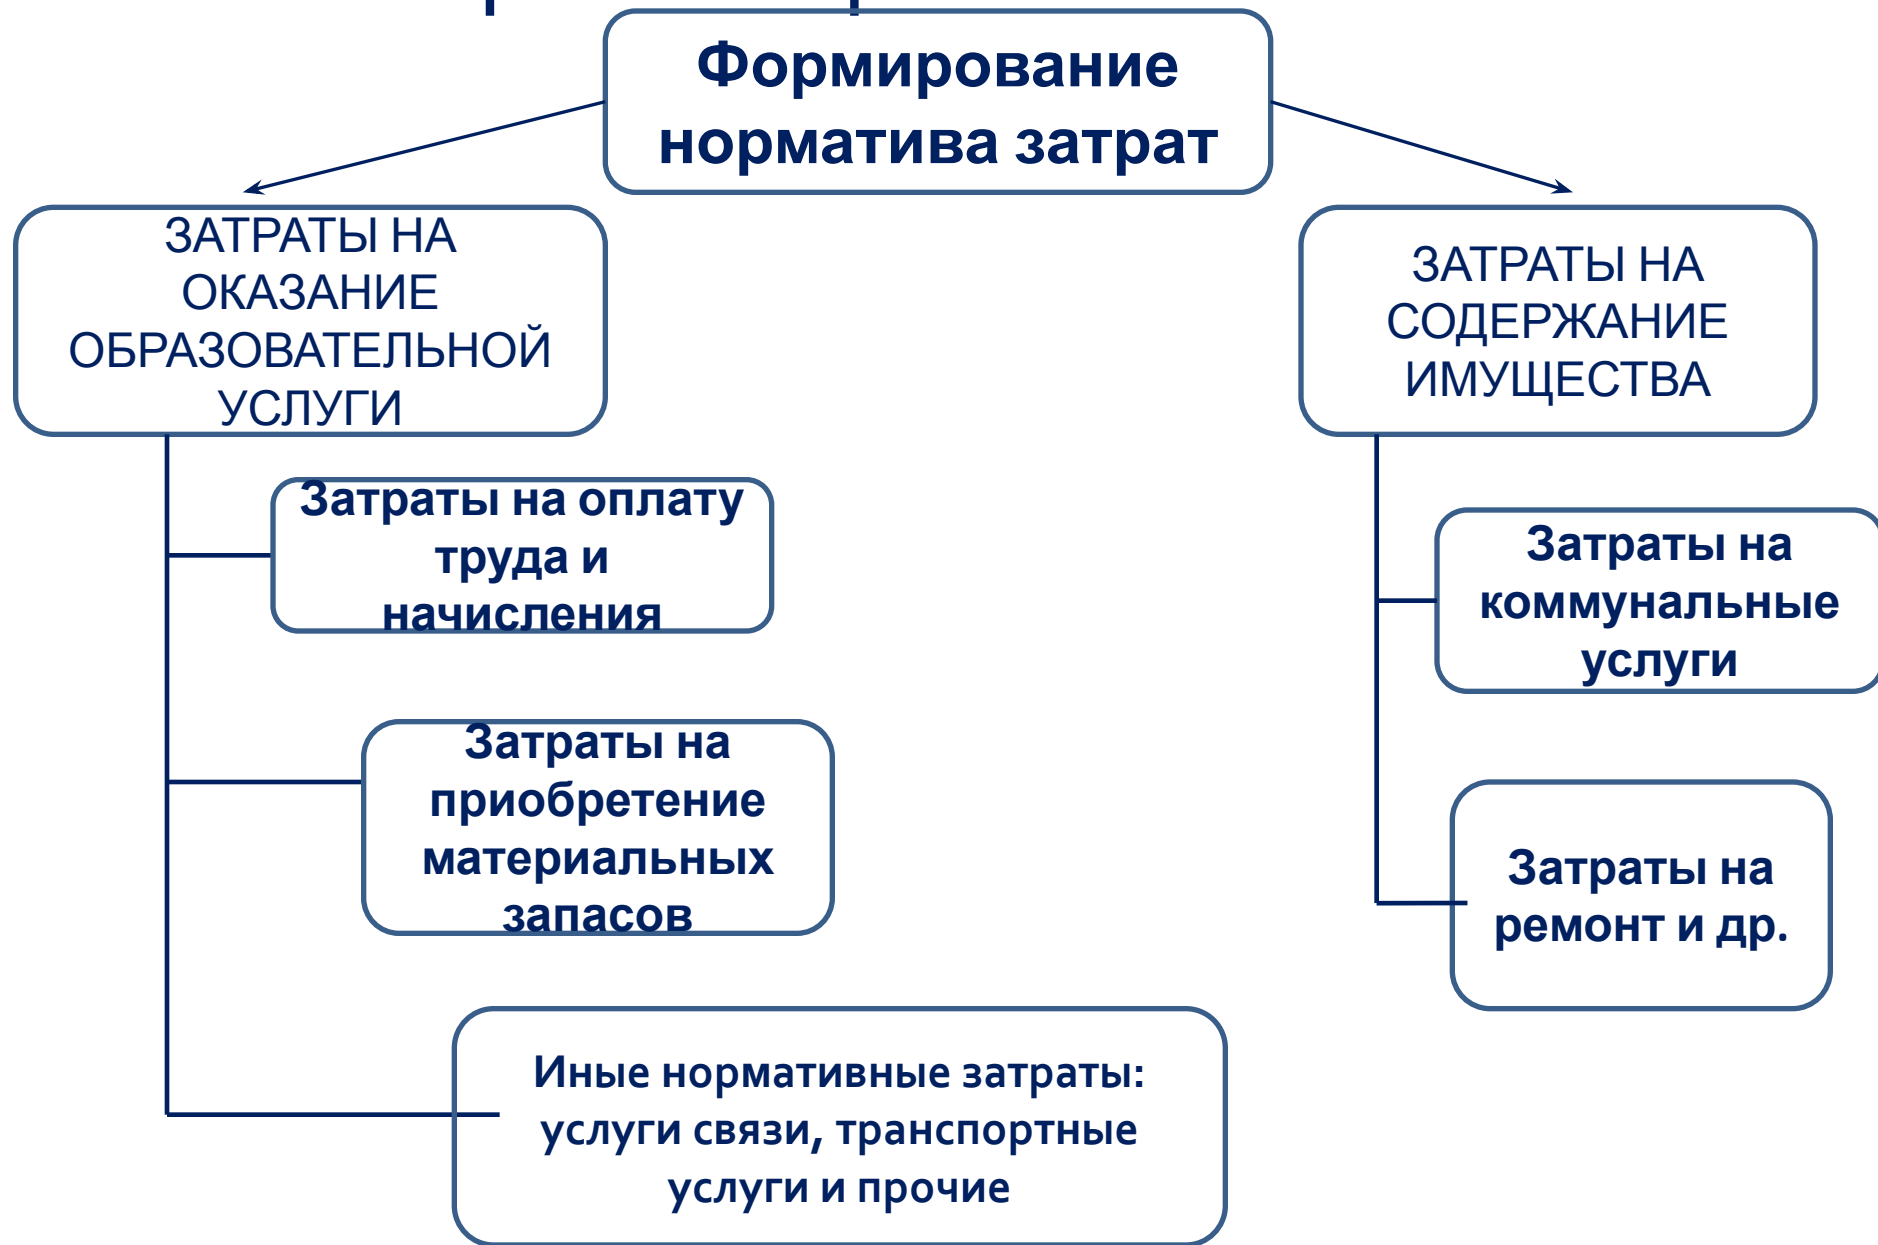 Формирование
норматива затрат
ЗАТРАТЫ НА
ОКАЗАНИЕ
ОБРАЗОВАТЕЛЬНОЙ
УСЛУГИ
ЗАТРАТЫ НА
СОДЕРЖАНИЕ
ИМУЩЕСТВА
Затраты на оплату
труда и
начисления
Затраты на
приобретение
материальных
запасов
Иные нормативные затраты:
услуги связи, транспортные
услуги и прочие
Затраты на
коммунальные
услуги
Затраты на
ремонт и др.